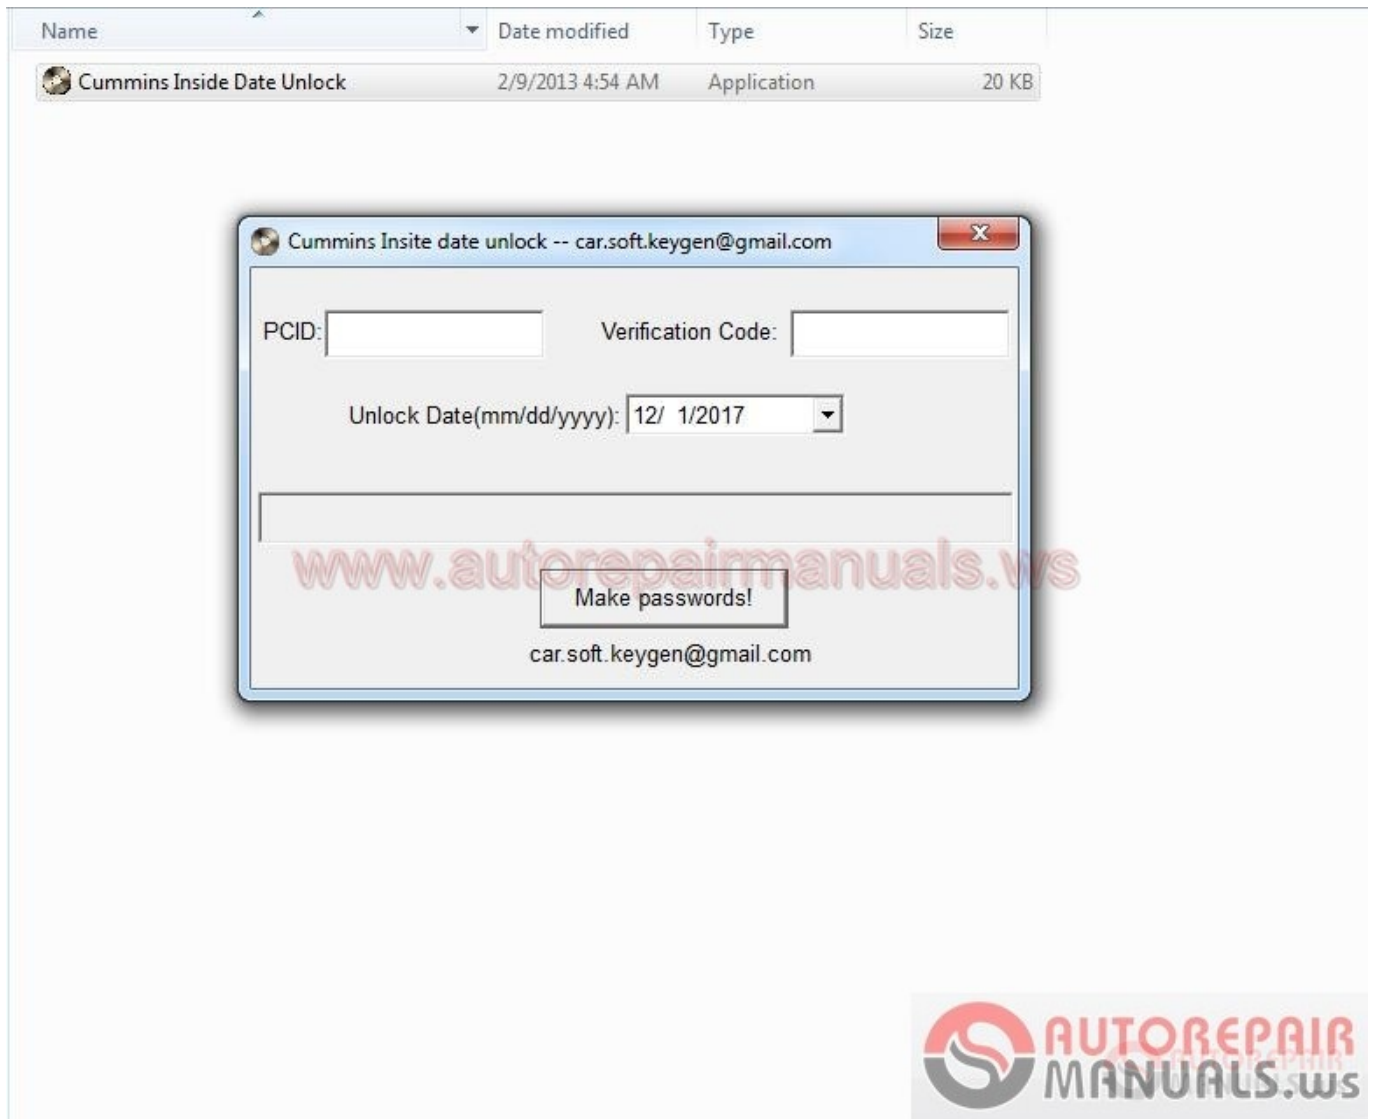 Name Date modified Type Size
Cummins Inside Date Unlock 2/9/2013 4:54 AM Application 20 KB
Cummins Insite date unlock -- car.soft.keygen@gmail.com x
PCID: Verification Code:
Unlock Date(mm/dd/yyyy): 12/ 1/2017
www.autorepairmanuals.ws
Make passwords!
car.soft.keygen@gmail.com
AUTOREPAIR
MANUALS.ws